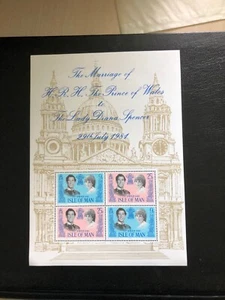 The Marriage of
H.R.H. The Prince of Wales
to
The Lady Diana Spencer
29th July 1981
ISLE OF MAN
ISLE OF MAN
ISLE OF MAN
ISLE OF MAN